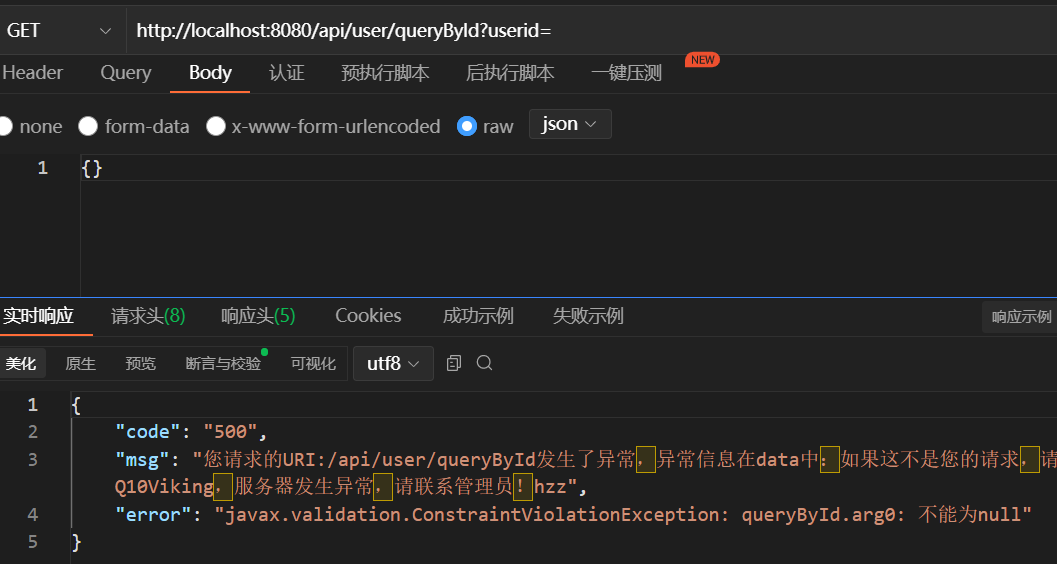 GET http://localhost:8080/api/user/queryById?userid=
Header Query Body 认证 预执行脚本 后执行脚本 一键压测 NEW
none form-data x-www-form-urlencoded raw json
1 {}
实时响应 请求头(8) 响应头(5) Cookies 成功示例 失败示例 响应示例
美化 原生 预览 断言与校验 可视化 utf8
1 {
2 "code": "500",
3 "msg": "您请求的URI:/api/user/queryById发生了异常，异常信息在data中：如果这不是您的请求，请
Q10Viking，服务器发生异常，请联系管理员！hzz",
4 "error": "javax.validation.ConstraintViolationException: queryById.arg0: 不能为null"
5 }